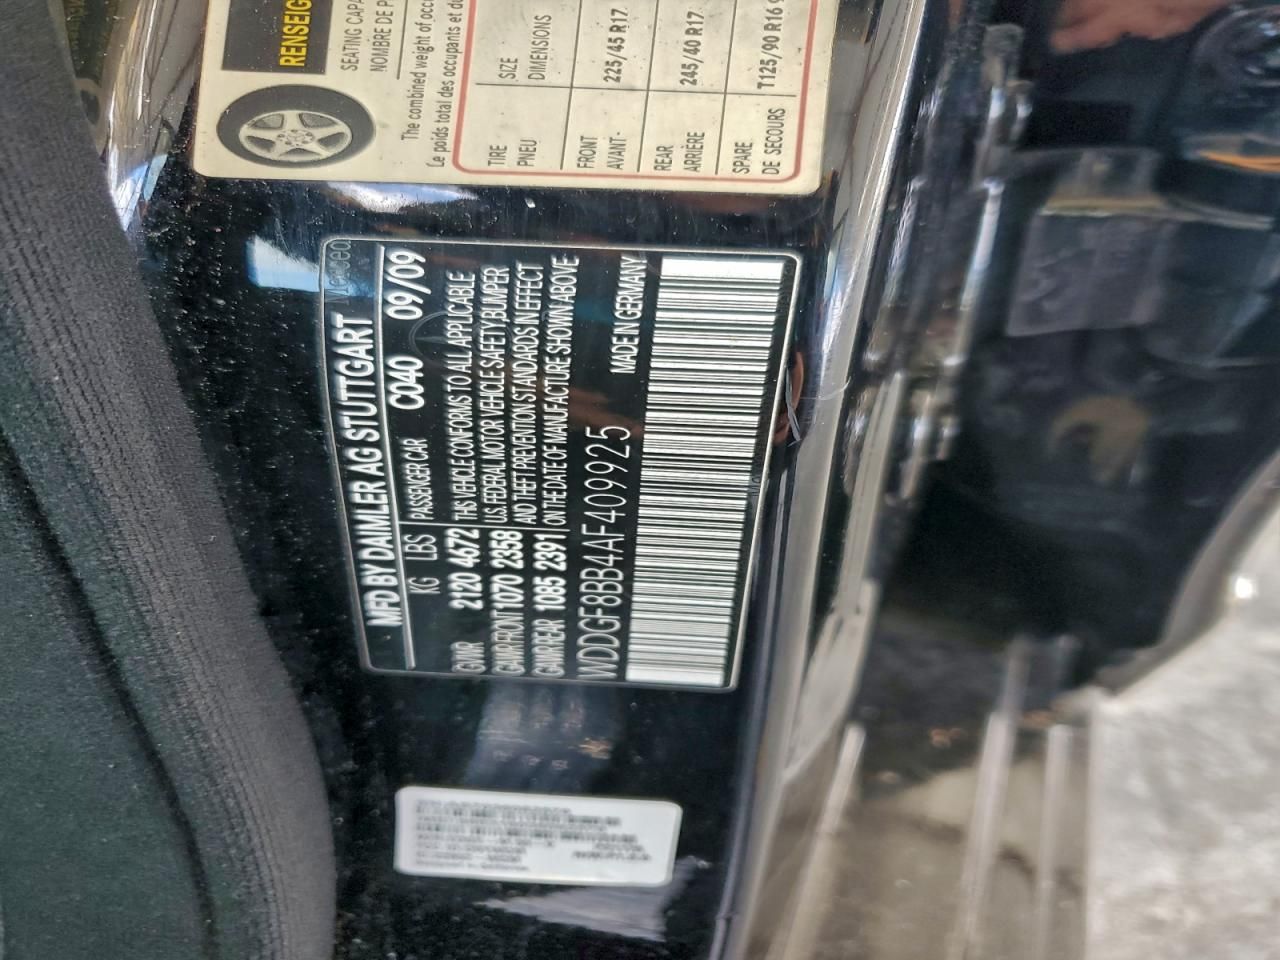 RENSEIG
SEATING CAPA
NOMBRE DE P
The combined weight of occ
Le poids total des occupants et d
TIRE SIZE
PNEU DIMENSIONS
FRONT
AVANT- 225/45 R17
REAR
ARRIÈRE 245/40 R17
SPARE
DE SECOURS T125/90 R16
MFD BY DAIMLER AG STUTTGART
KG LBS PASSENGER CAR C040 09/09
GVWR 2120 4672 THIS VEHICLE CONFORMS TO ALL APPLICABLE
GAWR FRONT 1070 2358 U.S. FEDERAL MOTOR VEHICLE SAFETY, BUMPER
GAWR REAR 1085 2391 AND THEFT PREVENTION STANDARDS IN EFFECT
ON THE DATE OF MANUFACTURE SHOWN ABOVE
MADE IN GERMANY
WDDGF8BB4AF409925